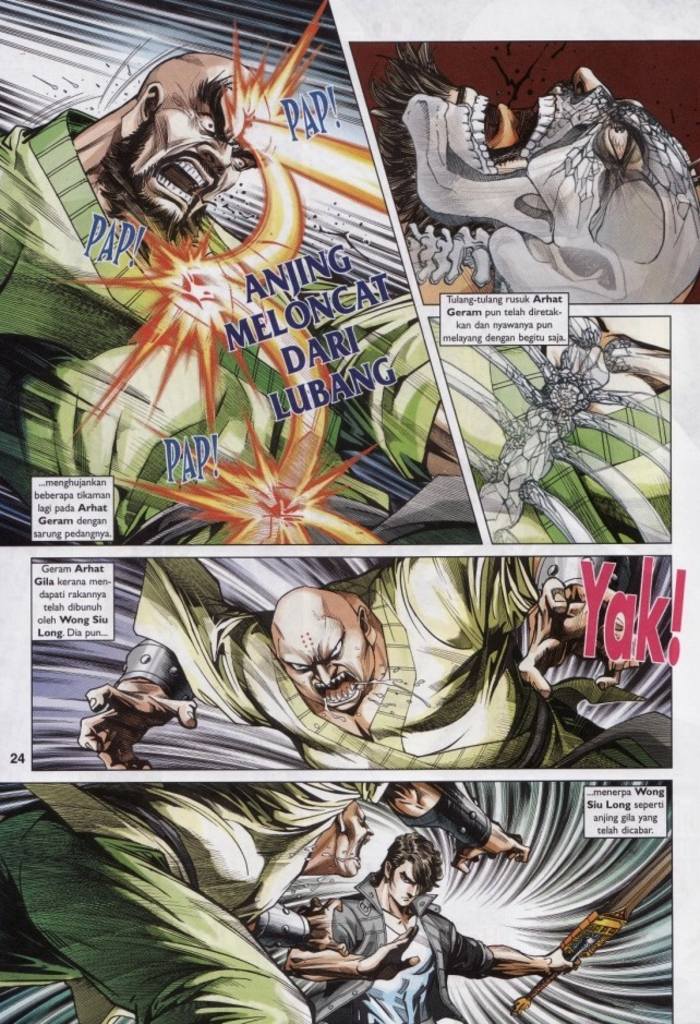 PAP!
PAP!
ANJING
MELONCAT
DARI
LUBANG
PAP!
...menghujankan
beberapa tikaman
lagi pada Arhat
Geram dengan
sarung pedangnya.
Tulang-tulang rusuk Arhat
Geram pun telah diretak-
kan dan nyawanya pun
melayang dengan begitu saja.
Geram Arhat
Gila kerana men-
dapati rakannya
telah dibunuh
oleh Wong Siu
Long. Dia pun...
Yak!
24
...menerpa Wong
Siu Long seperti
anjing gila yang
telah dicabar.